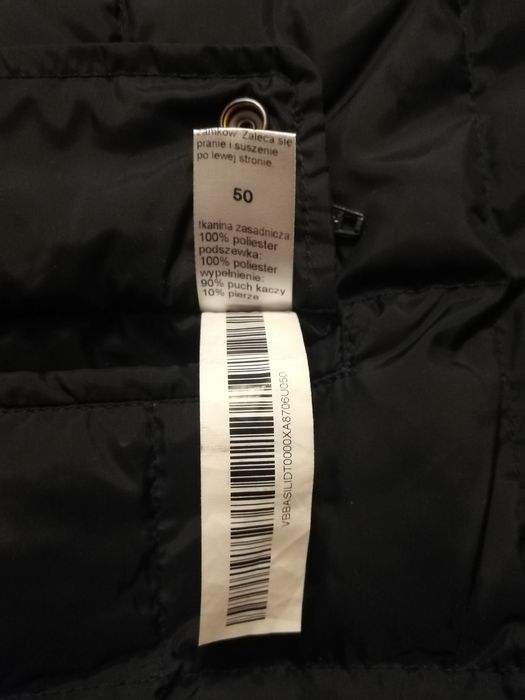 zamków. Zaleca się
pranie i suszenie
po lewej stronie.
50
tkanina zasadnicza:
100% poliester
podszewka:
100% poliester
wypełnienie:
90% puch kaczy
10% pierze
VBBASILIDT0000XA8706U050